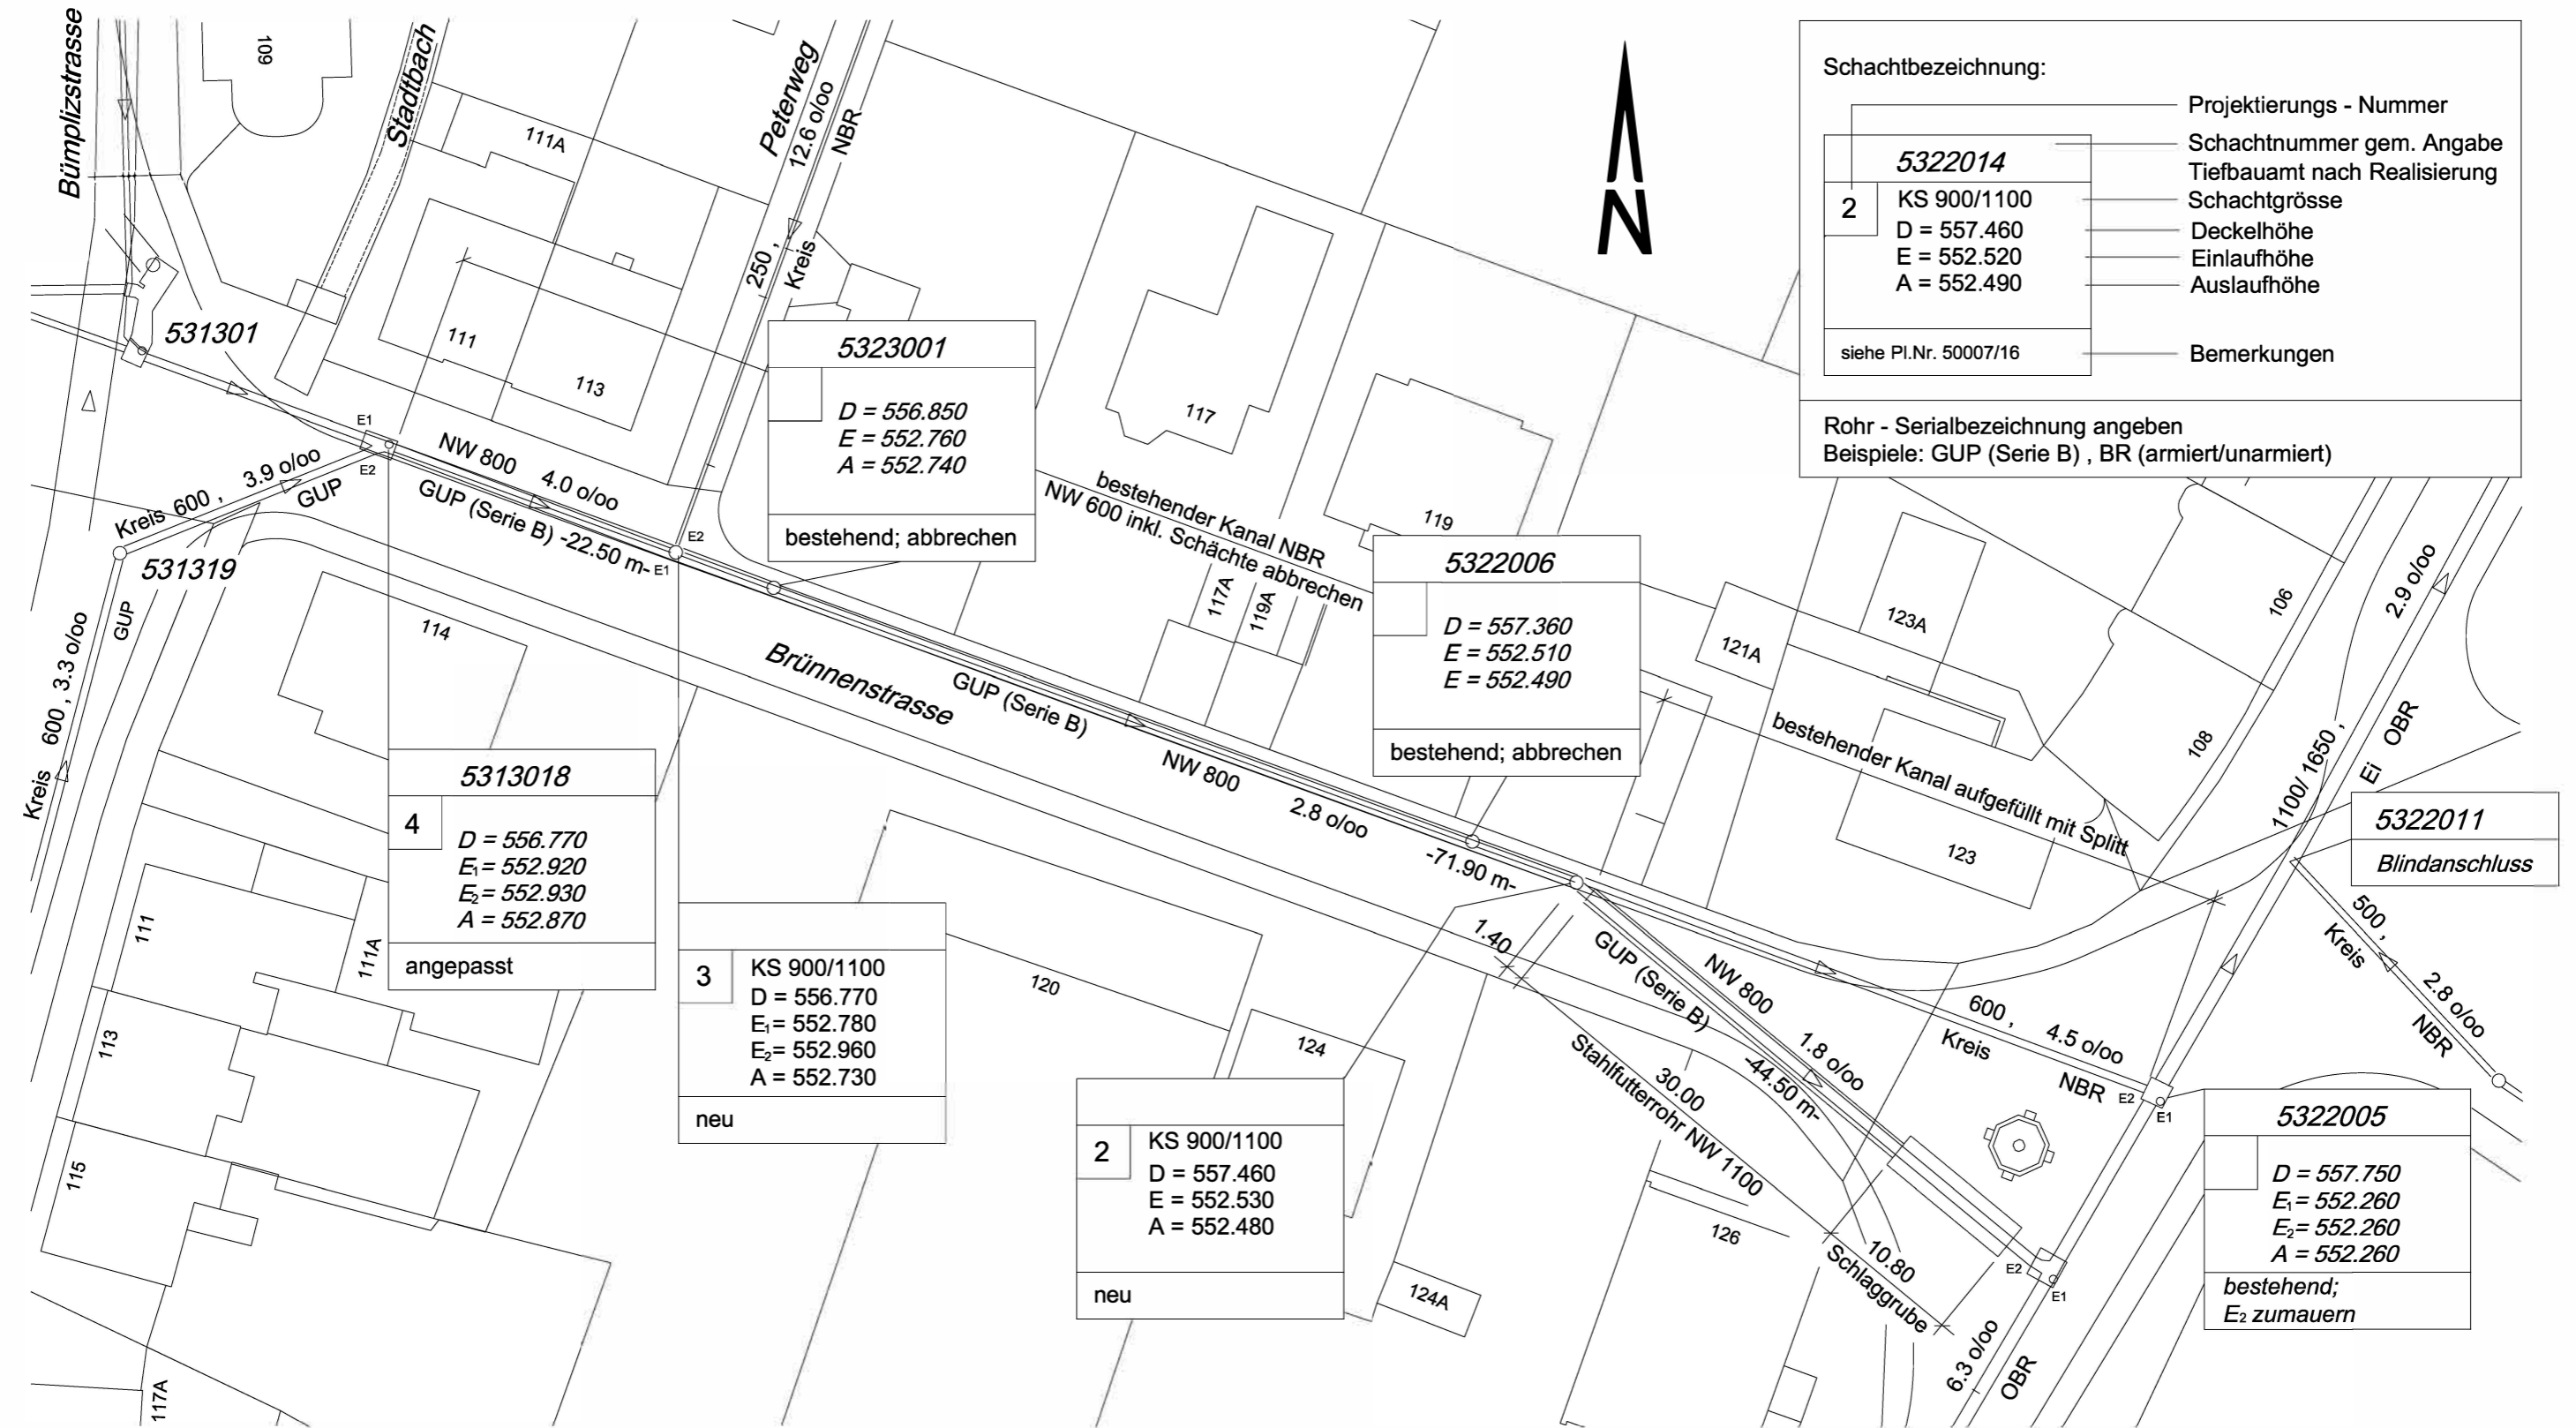 Bümplizstrasse
109
Stadtbach
111A
Peterweg
250 , 12.6 o/oo
Kreis NBR
Schachtbezeichnung:
Projektierungs - Nummer
Schachtnummer gem. Angabe
Tiefbauamt nach Realisierung
Schachtgrösse
Deckelhöhe
Einlaufhöhe
Auslaufhöhe
Bemerkungen
5322014
2
KS 900/1100
D = 557.460
E = 552.520
A = 552.490
siehe Pl.Nr. 50007/16
Rohr - Serialbezeichnung angeben
Beispiele: GUP (Serie B) , BR (armiert/unarmiert)
N
531301
111
113
5323001
D = 556.850
E = 552.760
A = 552.740
bestehend; abbrechen
117
E1
E2
NW 800 4.0 o/oo
GUP (Serie B) -22.50 m-
E2
E1
Kreis 600 , 3.9 o/oo
GUP
531319
Kreis 600 , 3.3 o/oo
GUP
bestehender Kanal NBR
NW 600 inkl. Schächte abbrechen
117A
119A
119
5322006
D = 557.360
E = 552.510
E = 552.490
bestehend; abbrechen
121A
123A
106
108
123
bestehender Kanal aufgefüllt mit Splitt
2.9 o/oo
1100/ 1650 ,
Ei OBR
114
Brünnenstrasse
GUP (Serie B)
NW 800 2.8 o/oo
-71.90 m-
5313018
4
D = 556.770
E1= 552.920
E2= 552.930
A = 552.870
angepasst
3
KS 900/1100
D = 556.770
E1= 552.780
E2= 552.960
A = 552.730
neu
111
111A
113
115
117A
120
124
2
KS 900/1100
D = 557.460
E = 552.530
A = 552.480
neu
124A
126
1.40
GUP (Serie B)
NW 800 1.8 o/oo
-44.50 m-
Stahlfutterrohr NW 1100
30.00
10.80
Schlaggrube
600 , 4.5 o/oo
Kreis NBR
E2
E1
E2
E1
6.3 o/oo
OBR
5322011
Blindanschluss
500 , 2.8 o/oo
Kreis NBR
5322005
D = 557.750
E1= 552.260
E2= 552.260
A = 552.260
bestehend;
E2 zumauern